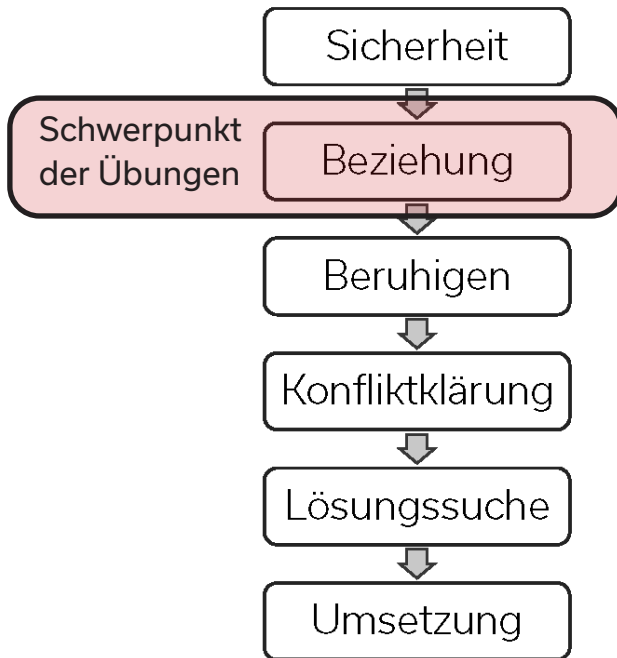 Sicherheit
Schwerpunkt
der Übungen
Beziehung
Beruhigen
Konfliktklärung
Lösungssuche
Umsetzung